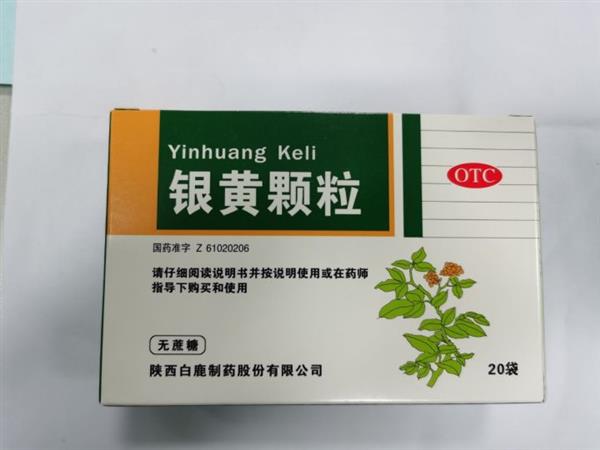 Yinhuang Keli
银黄颗粒
OTC
国药准字 Z 61020206
请仔细阅读说明书并按说明使用或在药师
指导下购买和使用
无蔗糖
陕西白鹿制药股份有限公司
20袋